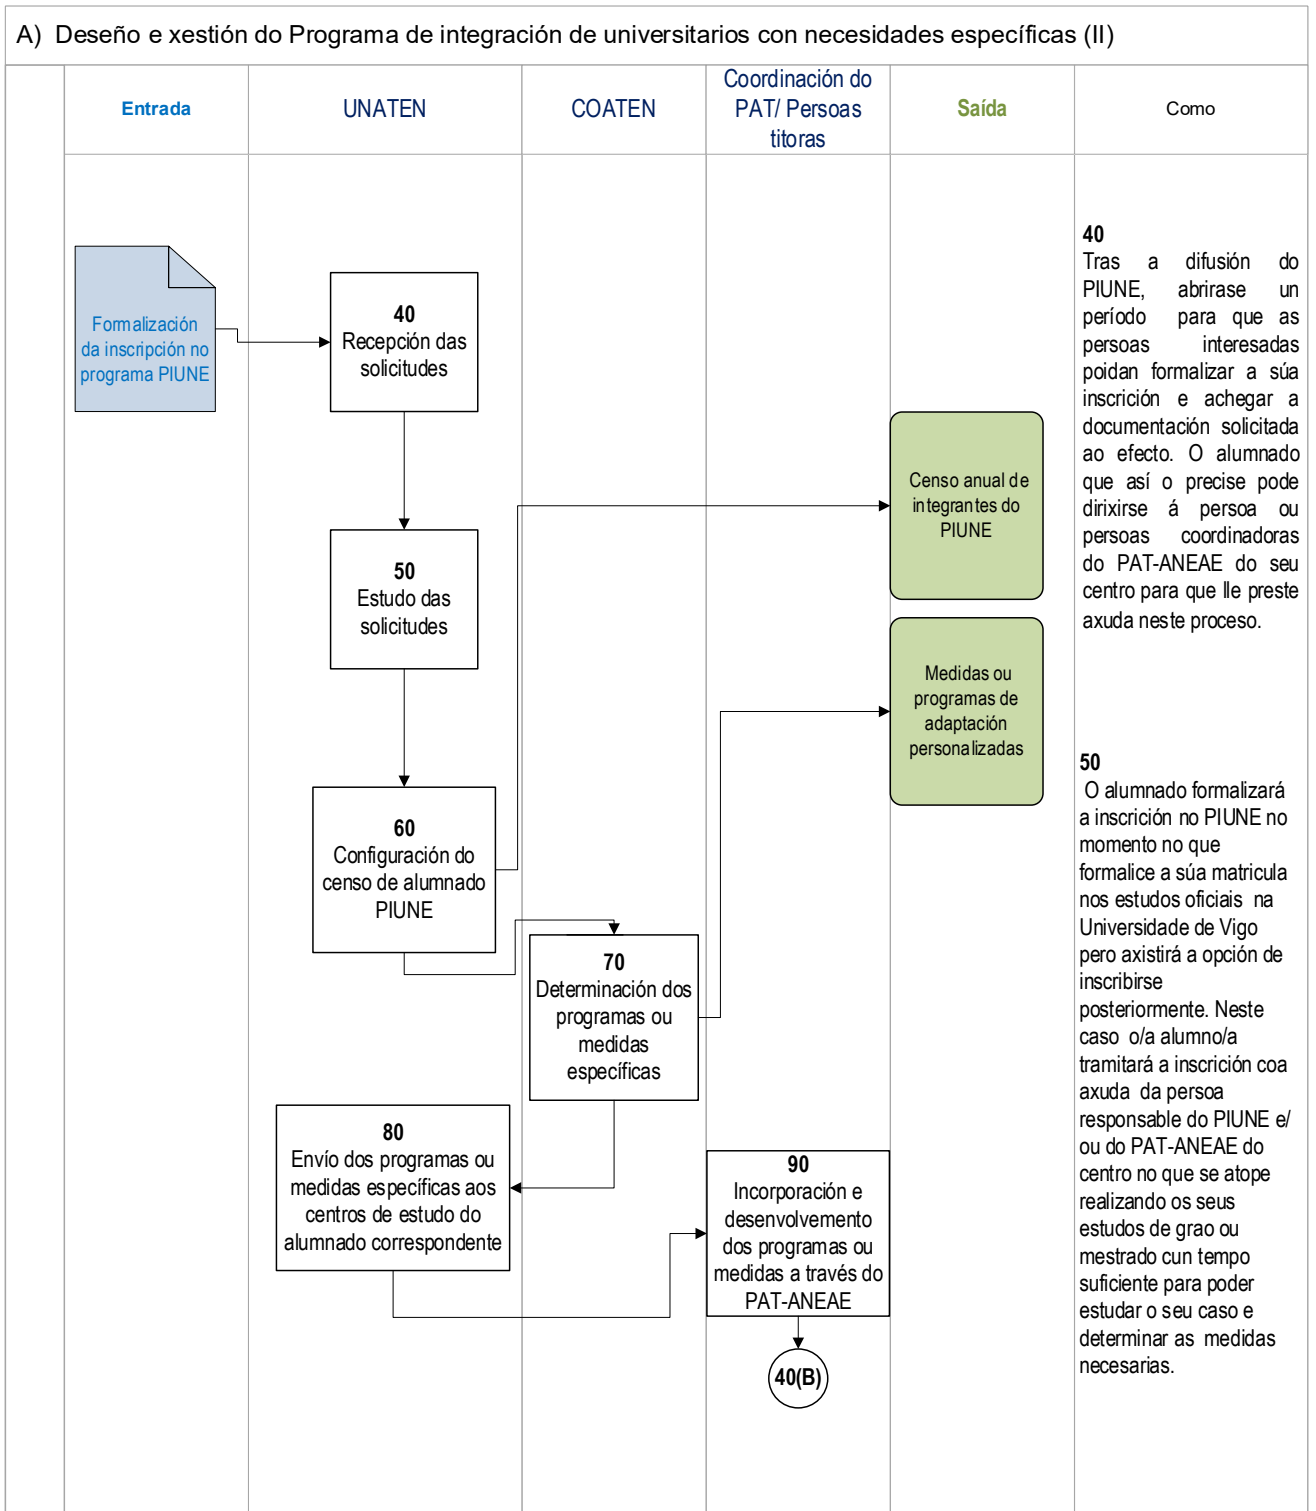 A) Deseño e xestión do Programa de integración de universitarios con necesidades específicas (II)
Entrada
UNATEN
COATEN
Coordinación do
PAT/ Persoas
titoras
Saída
Como
Formalización
da inscripción no
programa PIUNE
40
Recepción das
solicitudes
50
Estudo das
solicitudes
60
Configuración do
censo de alumnado
PIUNE
70
Determinación dos
programas ou
medidas
específicas
80
Envío dos programas ou
medidas específicas aos
centros de estudo do
alumnado correspondente
90
Incorporación e
desenvolvemento
dos programas ou
medidas a través do
PAT-ANEAE
40(B)
Censo anual de
integrantes do
PIUNE
Medidas ou
programas de
adaptación
personalizadas
40
Tras a difusión do
PIUNE, abrirase un
período para que as
persoas interesadas
poidan formalizar a súa
inscrición e achegar a
documentación solicitada
ao efecto. O alumnado
que así o precise pode
dirixirse á persoa ou
persoas coordinadoras
do PAT-ANEAE do seu
centro para que lle preste
axuda neste proceso.
50
O alumnado formalizará
a inscrición no PIUNE no
momento no que
formalice a súa matricula
nos estudos oficiais na
Universidade de Vigo
pero axistirá a opción de
inscribirse
posteriormente. Neste
caso o/a alumno/a
tramitará a inscrición coa
axuda da persoa
responsable do PIUNE e/
ou do PAT-ANEAE do
centro no que se atope
realizando os seus
estudos de grao ou
mestrado cun tempo
suficiente para poder
estudar o seu caso e
determinar as medidas
necesarias.